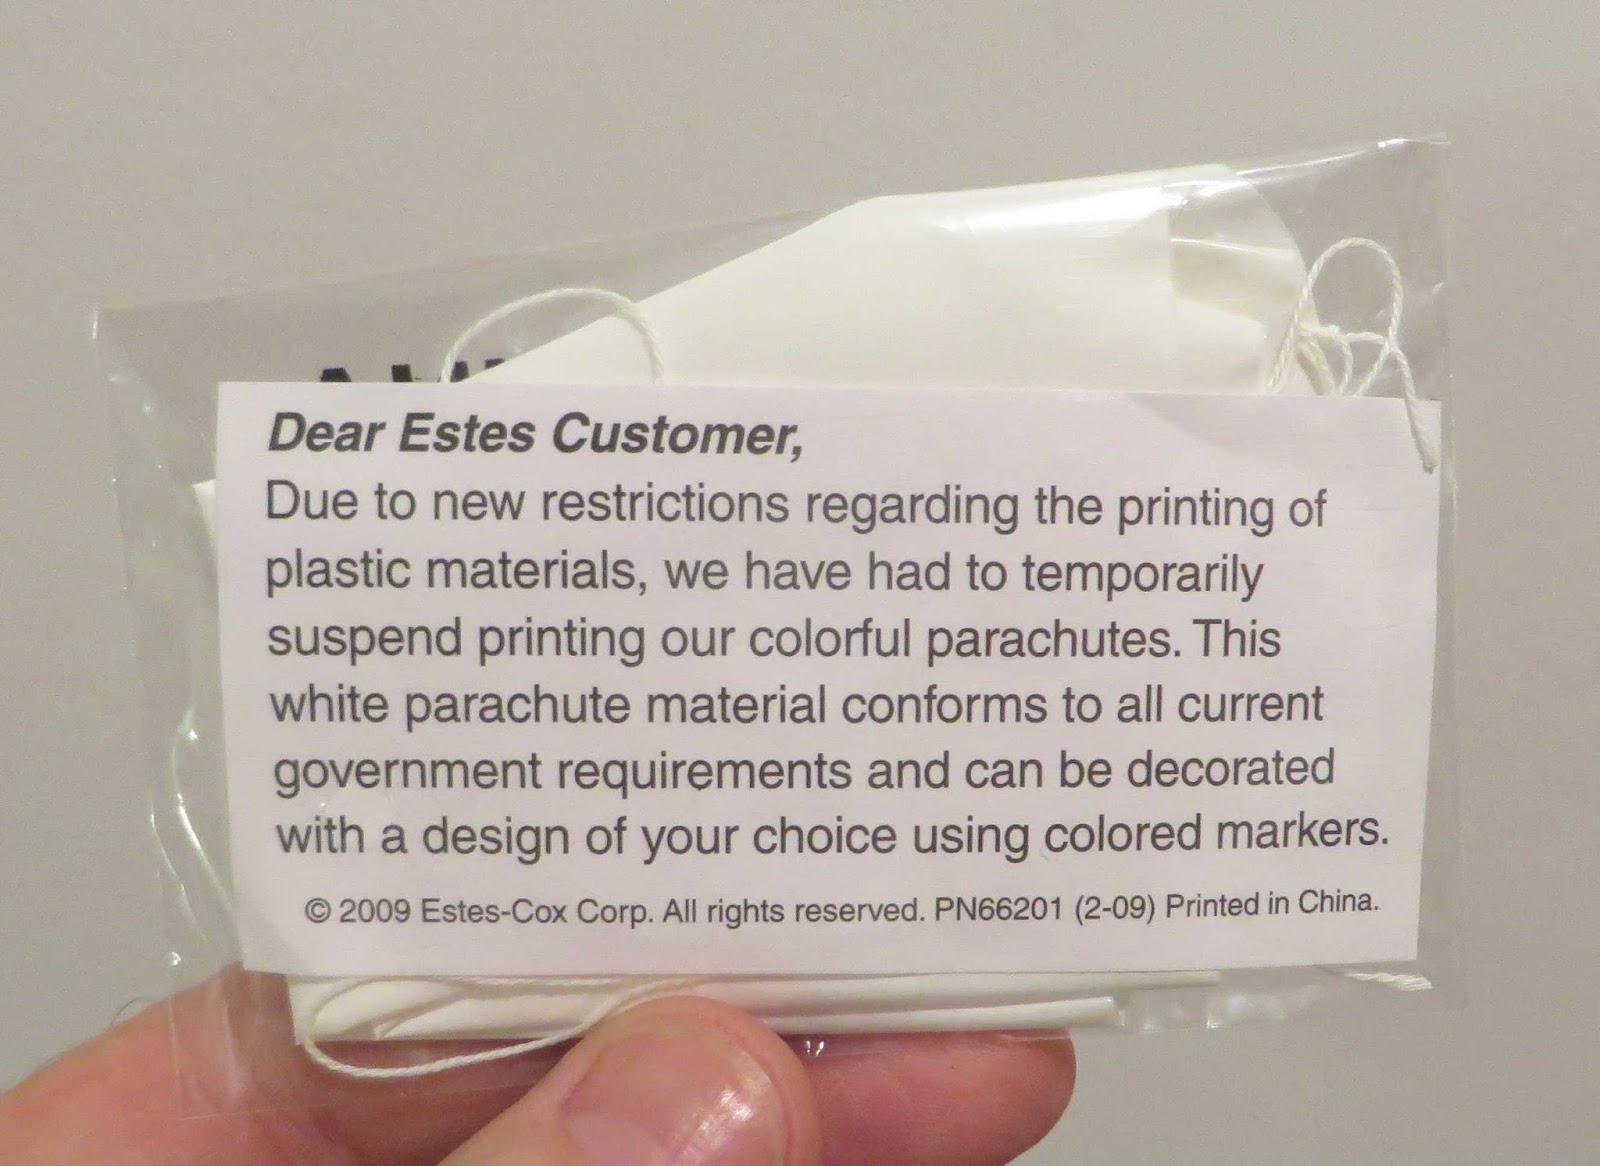 Dear Estes Customer,
Due to new restrictions regarding the printing of
plastic materials, we have had to temporarily
suspend printing our colorful parachutes. This
white parachute material conforms to all current
government requirements and can be decorated
with a design of your choice using colored markers.
© 2009 Estes-Cox Corp. All rights reserved. PN66201 (2-09) Printed in China.